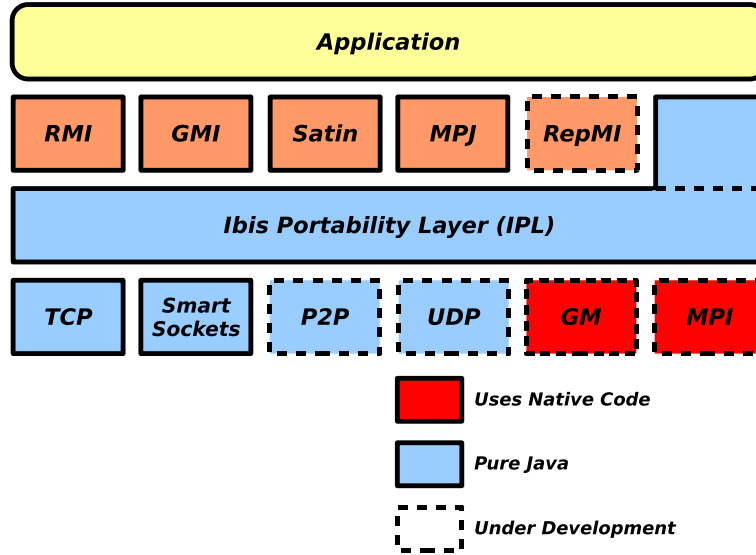 Application
RMI
GMI
Satin
MPJ
RepMI
Ibis Portability Layer (IPL)
TCP
Smart
Sockets
P2P
UDP
GM
MPI
Uses Native Code
Pure Java
Under Development